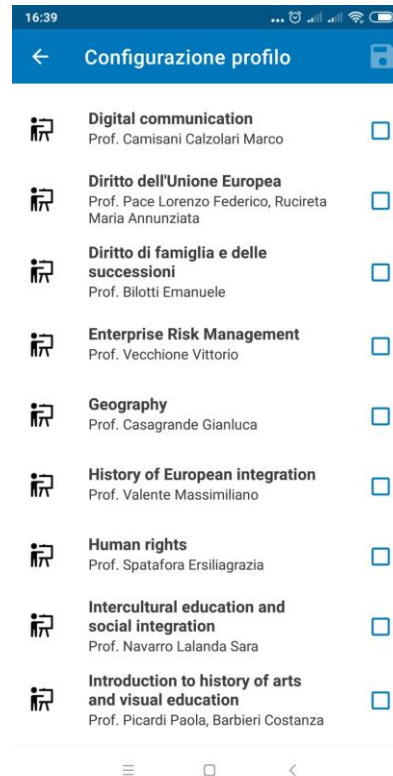 16:39
Configurazione profilo
Digital communication
Prof. Camisani Calzolari Marco
Diritto dell'Unione Europea
Prof. Pace Lorenzo Federico, Rucireta
Maria Annunziata
Diritto di famiglia e delle
successioni
Prof. Bilotti Emanuele
Enterprise Risk Management
Prof. Vecchione Vittorio
Geography
Prof. Casagrande Gianluca
History of European integration
Prof. Valente Massimiliano
Human rights
Prof. Spatafora Ersiliagrazia
Intercultural education and
social integration
Prof. Navarro Lalanda Sara
Introduction to history of arts
and visual education
Prof. Picardi Paola, Barbieri Costanza